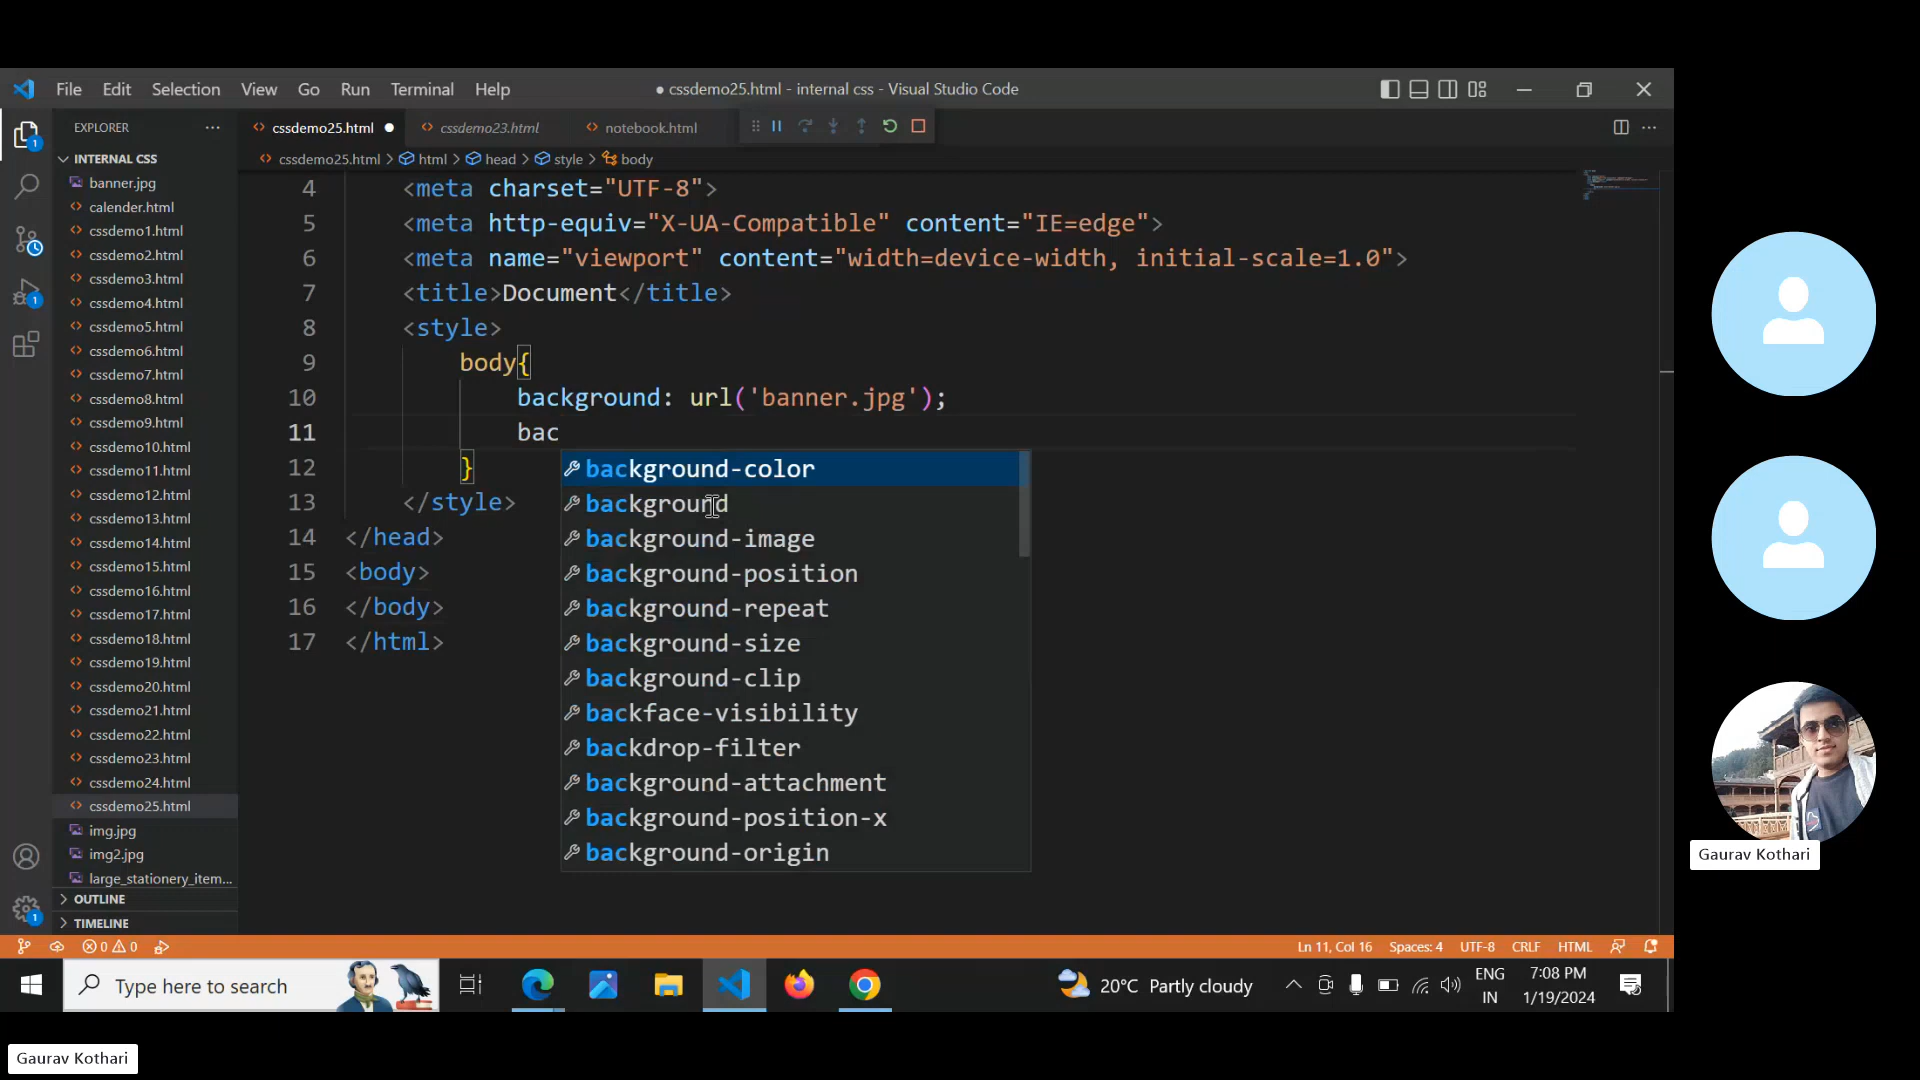 File Edit Selection View Go Run Terminal Help
● cssdemo25.html - internal css - Visual Studio Code
EXPLORER
cssdemo25.html
cssdemo23.html
notebook.html
cssdemo25.html > html > head > style > body
INTERNAL CSS
banner.jpg
calender.html
cssdemo1.html
cssdemo2.html
cssdemo3.html
cssdemo4.html
cssdemo5.html
cssdemo6.html
cssdemo7.html
cssdemo8.html
cssdemo9.html
cssdemo10.html
cssdemo11.html
cssdemo12.html
cssdemo13.html
cssdemo14.html
cssdemo15.html
cssdemo16.html
cssdemo17.html
cssdemo18.html
cssdemo19.html
cssdemo20.html
cssdemo21.html
cssdemo22.html
cssdemo23.html
cssdemo24.html
cssdemo25.html
img.jpg
img2.jpg
large_stationery_item...
OUTLINE
TIMELINE
4 <meta charset="UTF-8">
5 <meta http-equiv="X-UA-Compatible" content="IE=edge">
6 <meta name="viewport" content="width=device-width, initial-scale=1.0">
7 <title>Document</title>
8 <style>
9 body{
10 background: url('banner.jpg');
11 bac
12 }
13 </style>
14 </head>
15 <body>
16 </body>
17 </html>
background-color
background
background-image
background-position
background-repeat
background-size
background-clip
backface-visibility
backdrop-filter
background-attachment
background-position-x
background-origin
1
1
1
0 0
Ln 11, Col 16 Spaces: 4 UTF-8 CRLF HTML
Type here to search
20°C Partly cloudy
ENG
IN
7:08 PM
1/19/2024
Gaurav Kothari
Gaurav Kothari